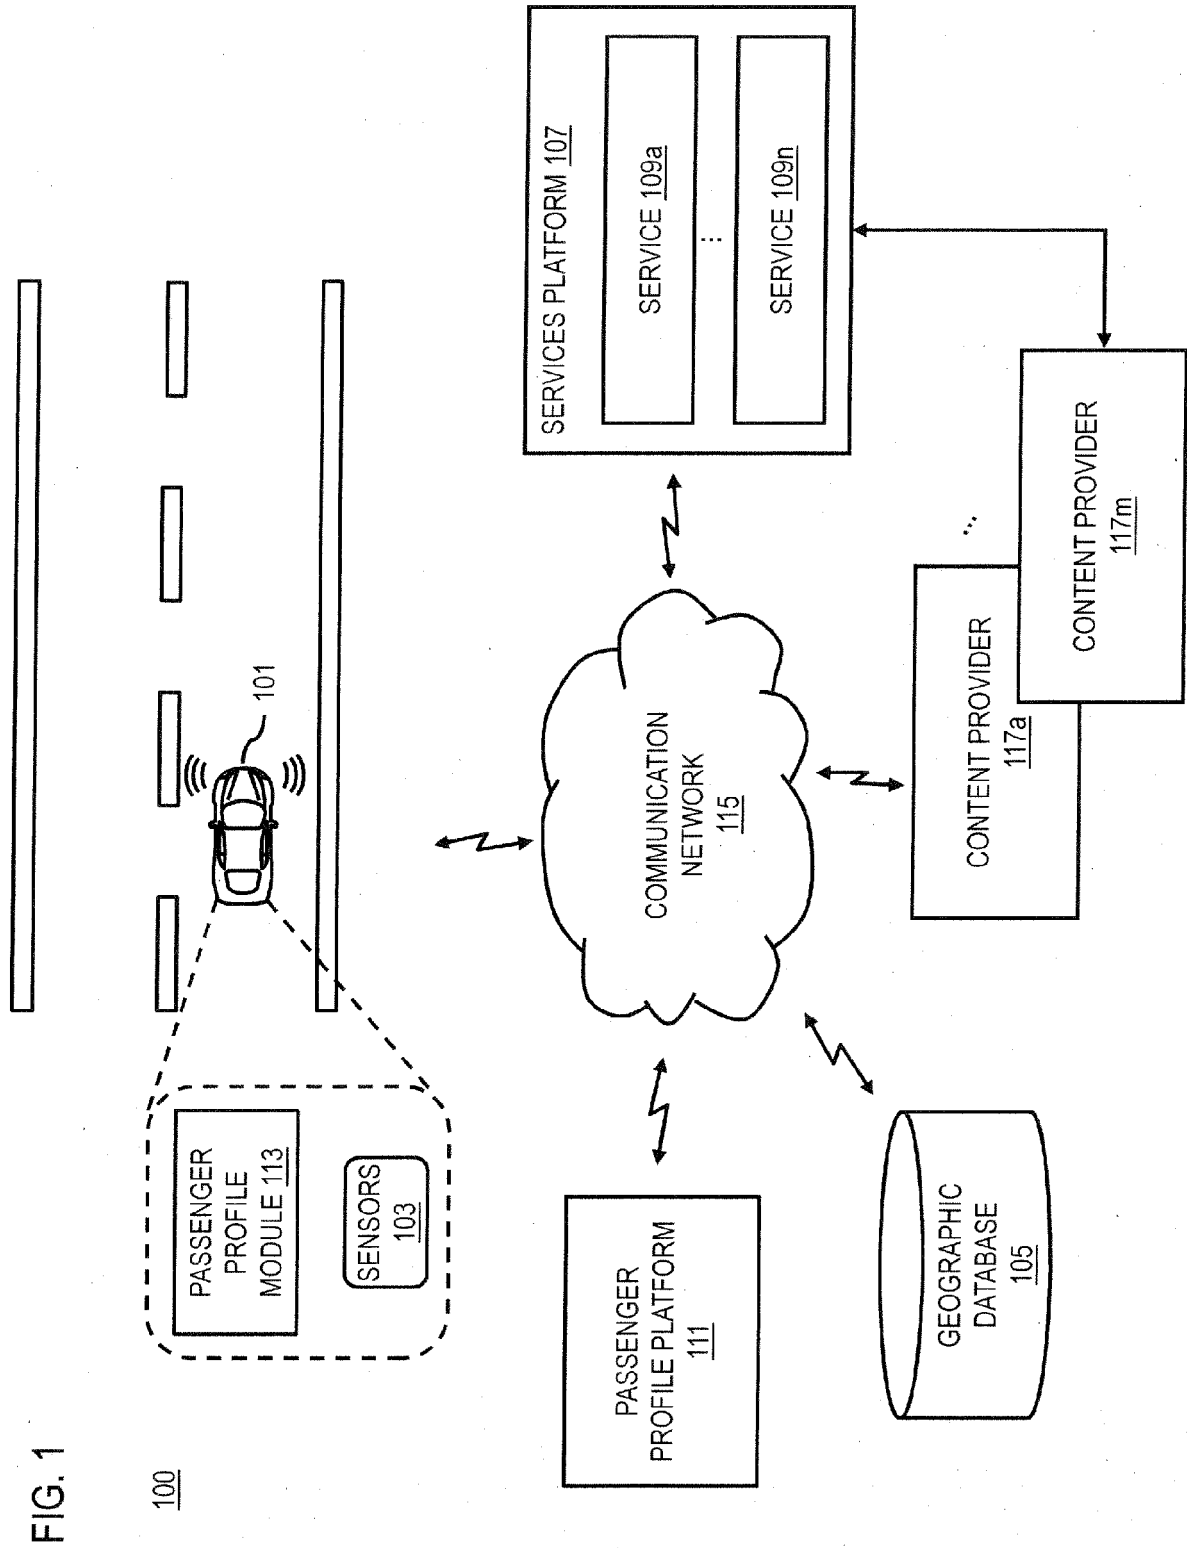 FIG. 1
100
PASSENGER
PROFILE
MODULE 113
SENSORS
103
101
PASSENGER
PROFILE PLATFORM
111
COMMUNICATION
NETWORK
115
SERVICES PLATFORM 107
SERVICE 109a
...
SERVICE 109n
GEOGRAPHIC
DATABASE
105
CONTENT PROVIDER
117a
...
CONTENT PROVIDER
117m